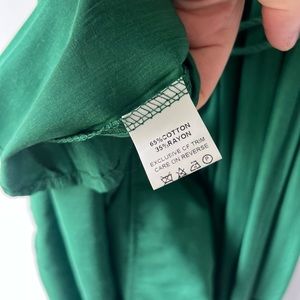 65%COTTON
35%RAYON
EXCLUSIVE OF TRIM
CARE ON REVERSE